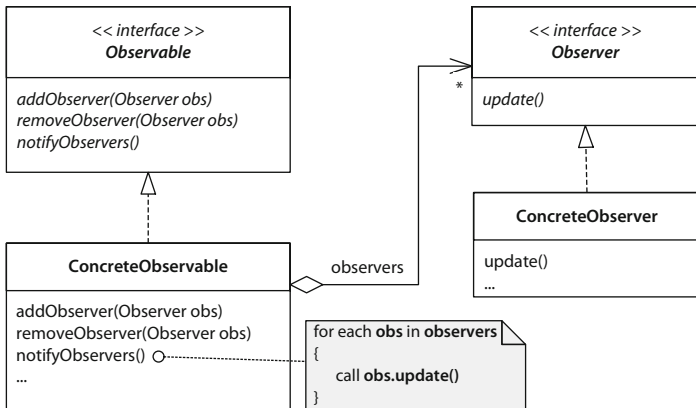 << interface >>
Observable
addObserver(Observer obs)
removeObserver(Observer obs)
notifyObservers()
<< interface >>
Observer
update()
*
ConcreteObserver
update()
...
observers
ConcreteObservable
addObserver(Observer obs)
removeObserver(Observer obs)
notifyObservers()
...
for each obs in observers
{
call obs.update()
}